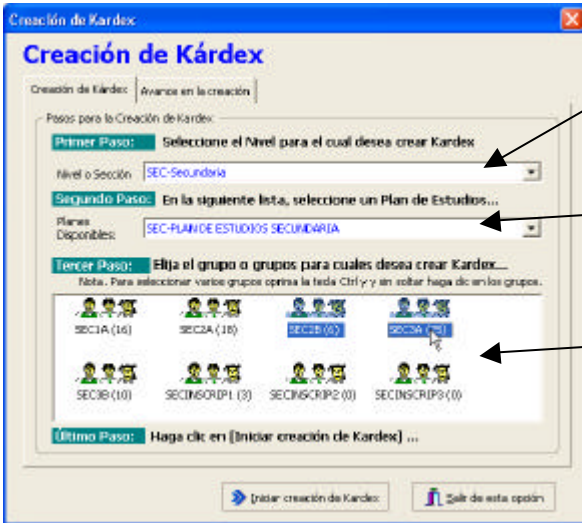 Creación de Kardex
Creación de Kárdex
Creación de Kárdex
Avance en la creación
Pasos para la Creación de Kardex
Primer Paso: Seleccione el Nivel para el cual desea crear Kardex
Nivel o Sección SEC-Secundaria
Segundo Paso: En la siguiente lista, seleccione un Plan de Estudios...
Planes
Disponibles: SEC-PLAN DE ESTUDIOS SECUNDARIA
Tercer Paso: Elija el grupo o grupos para cuales desea crear Kardex...
Nota. Para seleccionar varios grupos oprima la tecla Ctrl y y sin soltar haga clic en los grupos.
SEC1A (16) SEC2A (18) SEC2B (6) SEC3A
SEC3B (10) SECINSCRIP1 (3) SECINSCRIP2 (0) SECINSCRIP3 (0)
Último Paso: Haga clic en [Iniciar creación de Kardex] ...
Iniciar creación de Kardex Salir de esta opción